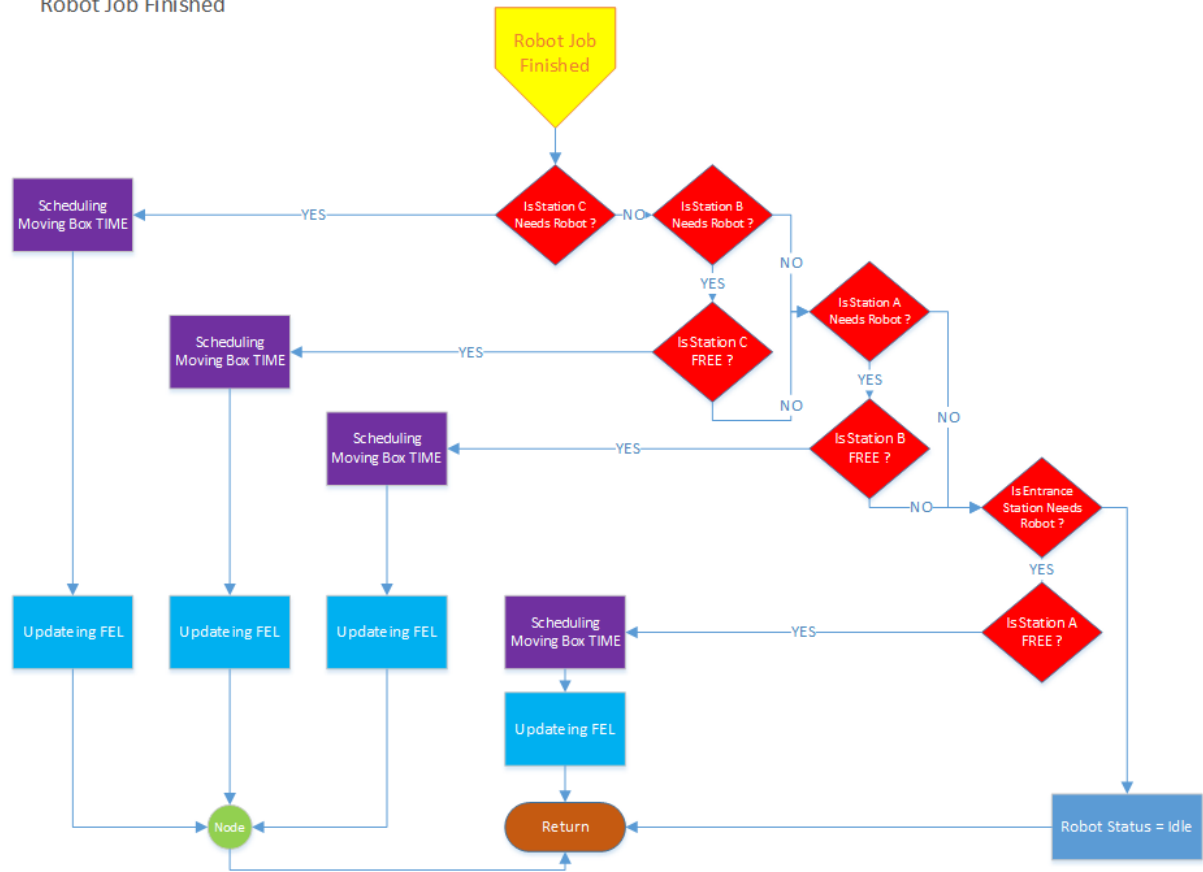 Robot Job Finished
Robot Job
Finished
Scheduling
Moving Box TIME
YES
Is Station C
Needs Robot ?
NO
Is Station B
Needs Robot ?
NO
YES
Is Station A
Needs Robot ?
Scheduling
Moving Box TIME
YES
Is Station C
FREE ?
YES
NO
NO
Scheduling
Moving Box TIME
YES
Is Station B
FREE ?
NO
Is Entrance
Station Needs
Robot ?
YES
Updateing FEL
Updateing FEL
Updateing FEL
Scheduling
Moving Box TIME
YES
Is Station A
FREE ?
Updateing FEL
Node
Return
Robot Status = Idle